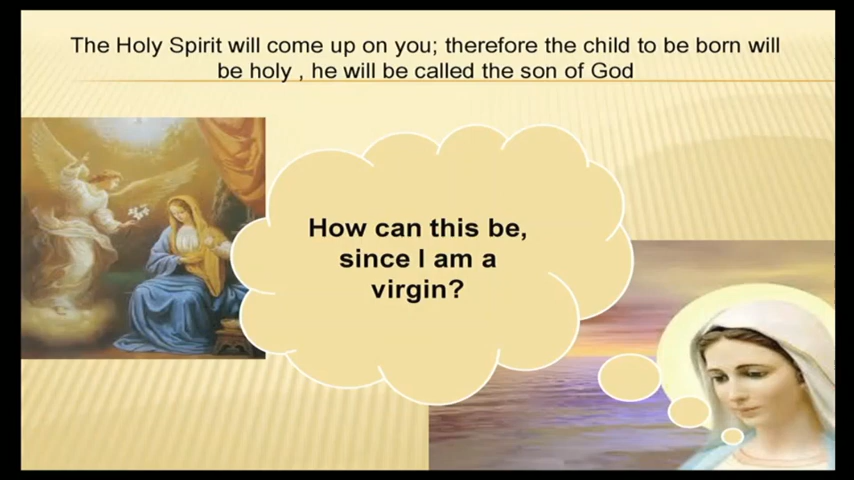 The Holy Spirit will come up on you; therefore the child to be born will
be holy , he will be called the son of God
How can this be,
since I am a
virgin?